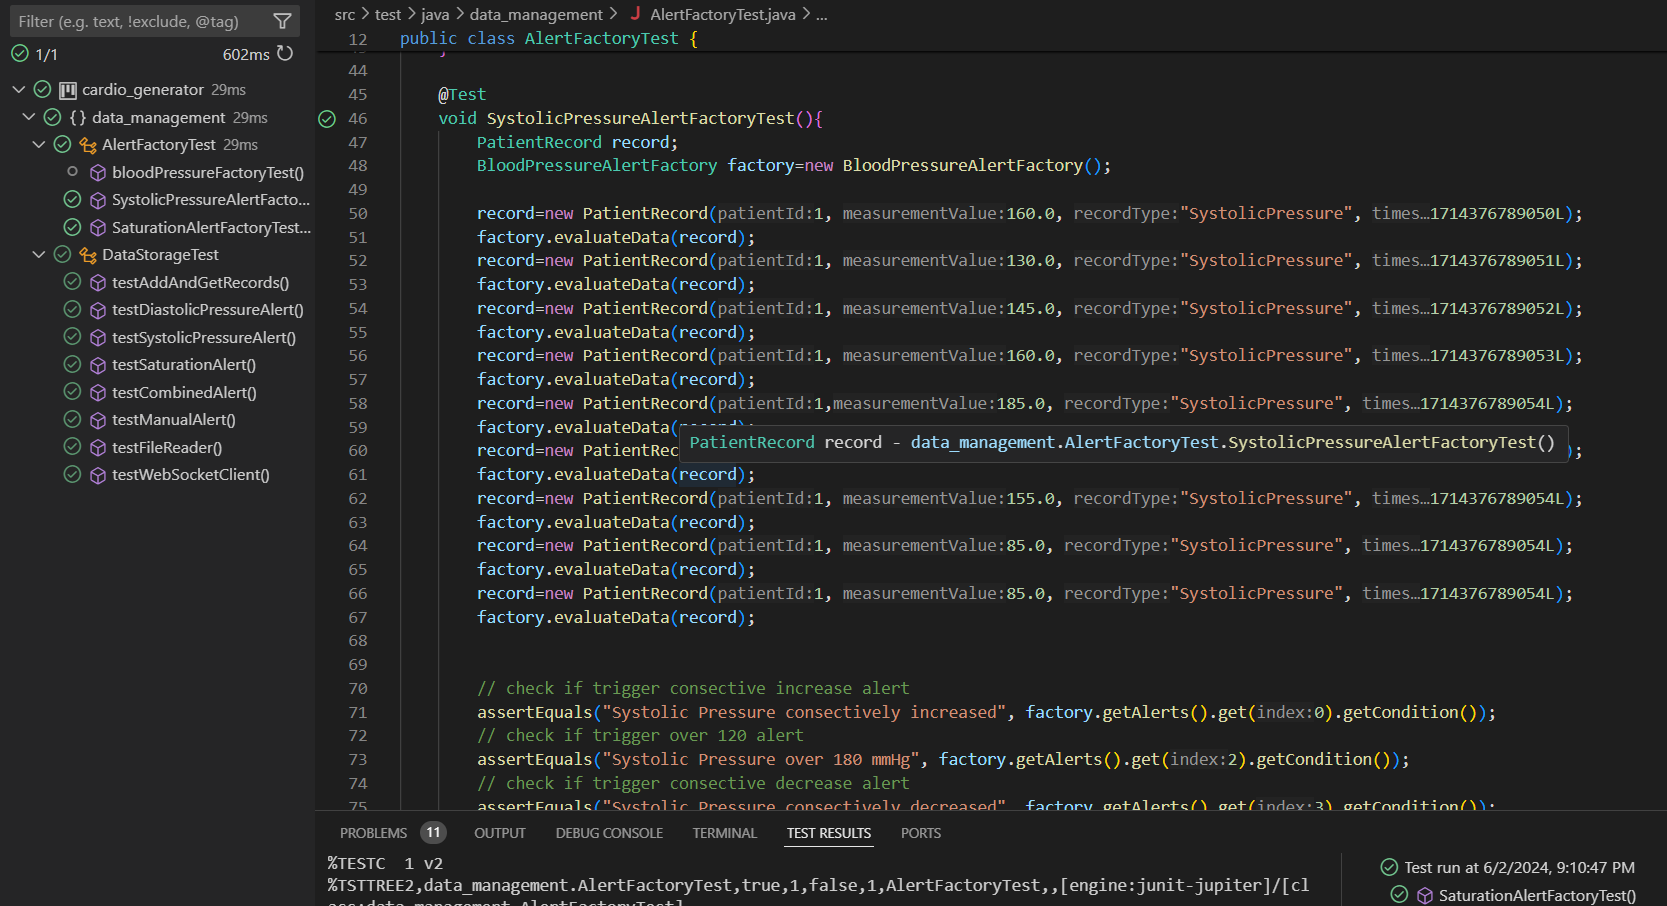 Filter (e.g. text, !exclude, @tag)
1/1
602ms
cardio_generator 29ms
{} data_management 29ms
AlertFactoryTest 29ms
bloodPressureFactoryTest()
SystolicPressureAlertFacto...
SaturationAlertFactoryTest...
DataStorageTest
testAddAndGetRecords()
testDiastolicPressureAlert()
testSystolicPressureAlert()
testSaturationAlert()
testCombinedAlert()
testManualAlert()
testFileReader()
testWebSocketClient()
src > test > java > data_management > J AlertFactoryTest.java > ...
12 public class AlertFactoryTest {
44
45 @Test
46 void SystolicPressureAlertFactoryTest(){
47 PatientRecord record;
48 BloodPressureAlertFactory factory=new BloodPressureAlertFactory();
49
50 record=new PatientRecord(patientId:1, measurementValue:160.0, recordType:"SystolicPressure", times…1714376789050L);
51 factory.evaluateData(record);
52 record=new PatientRecord(patientId:1, measurementValue:130.0, recordType:"SystolicPressure", times…1714376789051L);
53 factory.evaluateData(record);
54 record=new PatientRecord(patientId:1, measurementValue:145.0, recordType:"SystolicPressure", times…1714376789052L);
55 factory.evaluateData(record);
56 record=new PatientRecord(patientId:1, measurementValue:160.0, recordType:"SystolicPressure", times…1714376789053L);
57 factory.evaluateData(record);
58 record=new PatientRecord(patientId:1,measurementValue:185.0, recordType:"SystolicPressure", times…1714376789054L);
59 factory.evaluateData(record);
PatientRecord record - data_management.AlertFactoryTest.SystolicPressureAlertFactoryTest()
60 record=new PatientRec );
61 factory.evaluateData(record);
62 record=new PatientRecord(patientId:1, measurementValue:155.0, recordType:"SystolicPressure", times…1714376789054L);
63 factory.evaluateData(record);
64 record=new PatientRecord(patientId:1, measurementValue:85.0, recordType:"SystolicPressure", times…1714376789054L);
65 factory.evaluateData(record);
66 record=new PatientRecord(patientId:1, measurementValue:85.0, recordType:"SystolicPressure", times…1714376789054L);
67 factory.evaluateData(record);
68
69
70 // check if trigger consective increase alert
71 assertEquals("Systolic Pressure consectively increased", factory.getAlerts().get(index:0).getCondition());
72 // check if trigger over 120 alert
73 assertEquals("Systolic Pressure over 180 mmHg", factory.getAlerts().get(index:2).getCondition());
74 // check if trigger consective decrease alert
75 assertEquals("Systolic Pressure consectively decreased", factory.getAlerts().get(index:3).getCondition());
PROBLEMS 11 OUTPUT DEBUG CONSOLE TERMINAL TEST RESULTS PORTS
%TESTC 1 v2
%TSTTREE2,data_management.AlertFactoryTest,true,1,false,1,AlertFactoryTest,,[engine:junit-jupiter]/[cl
ass:data_management.AlertFactoryTest]
Test run at 6/2/2024, 9:10:47 PM
SaturationAlertFactoryTest()